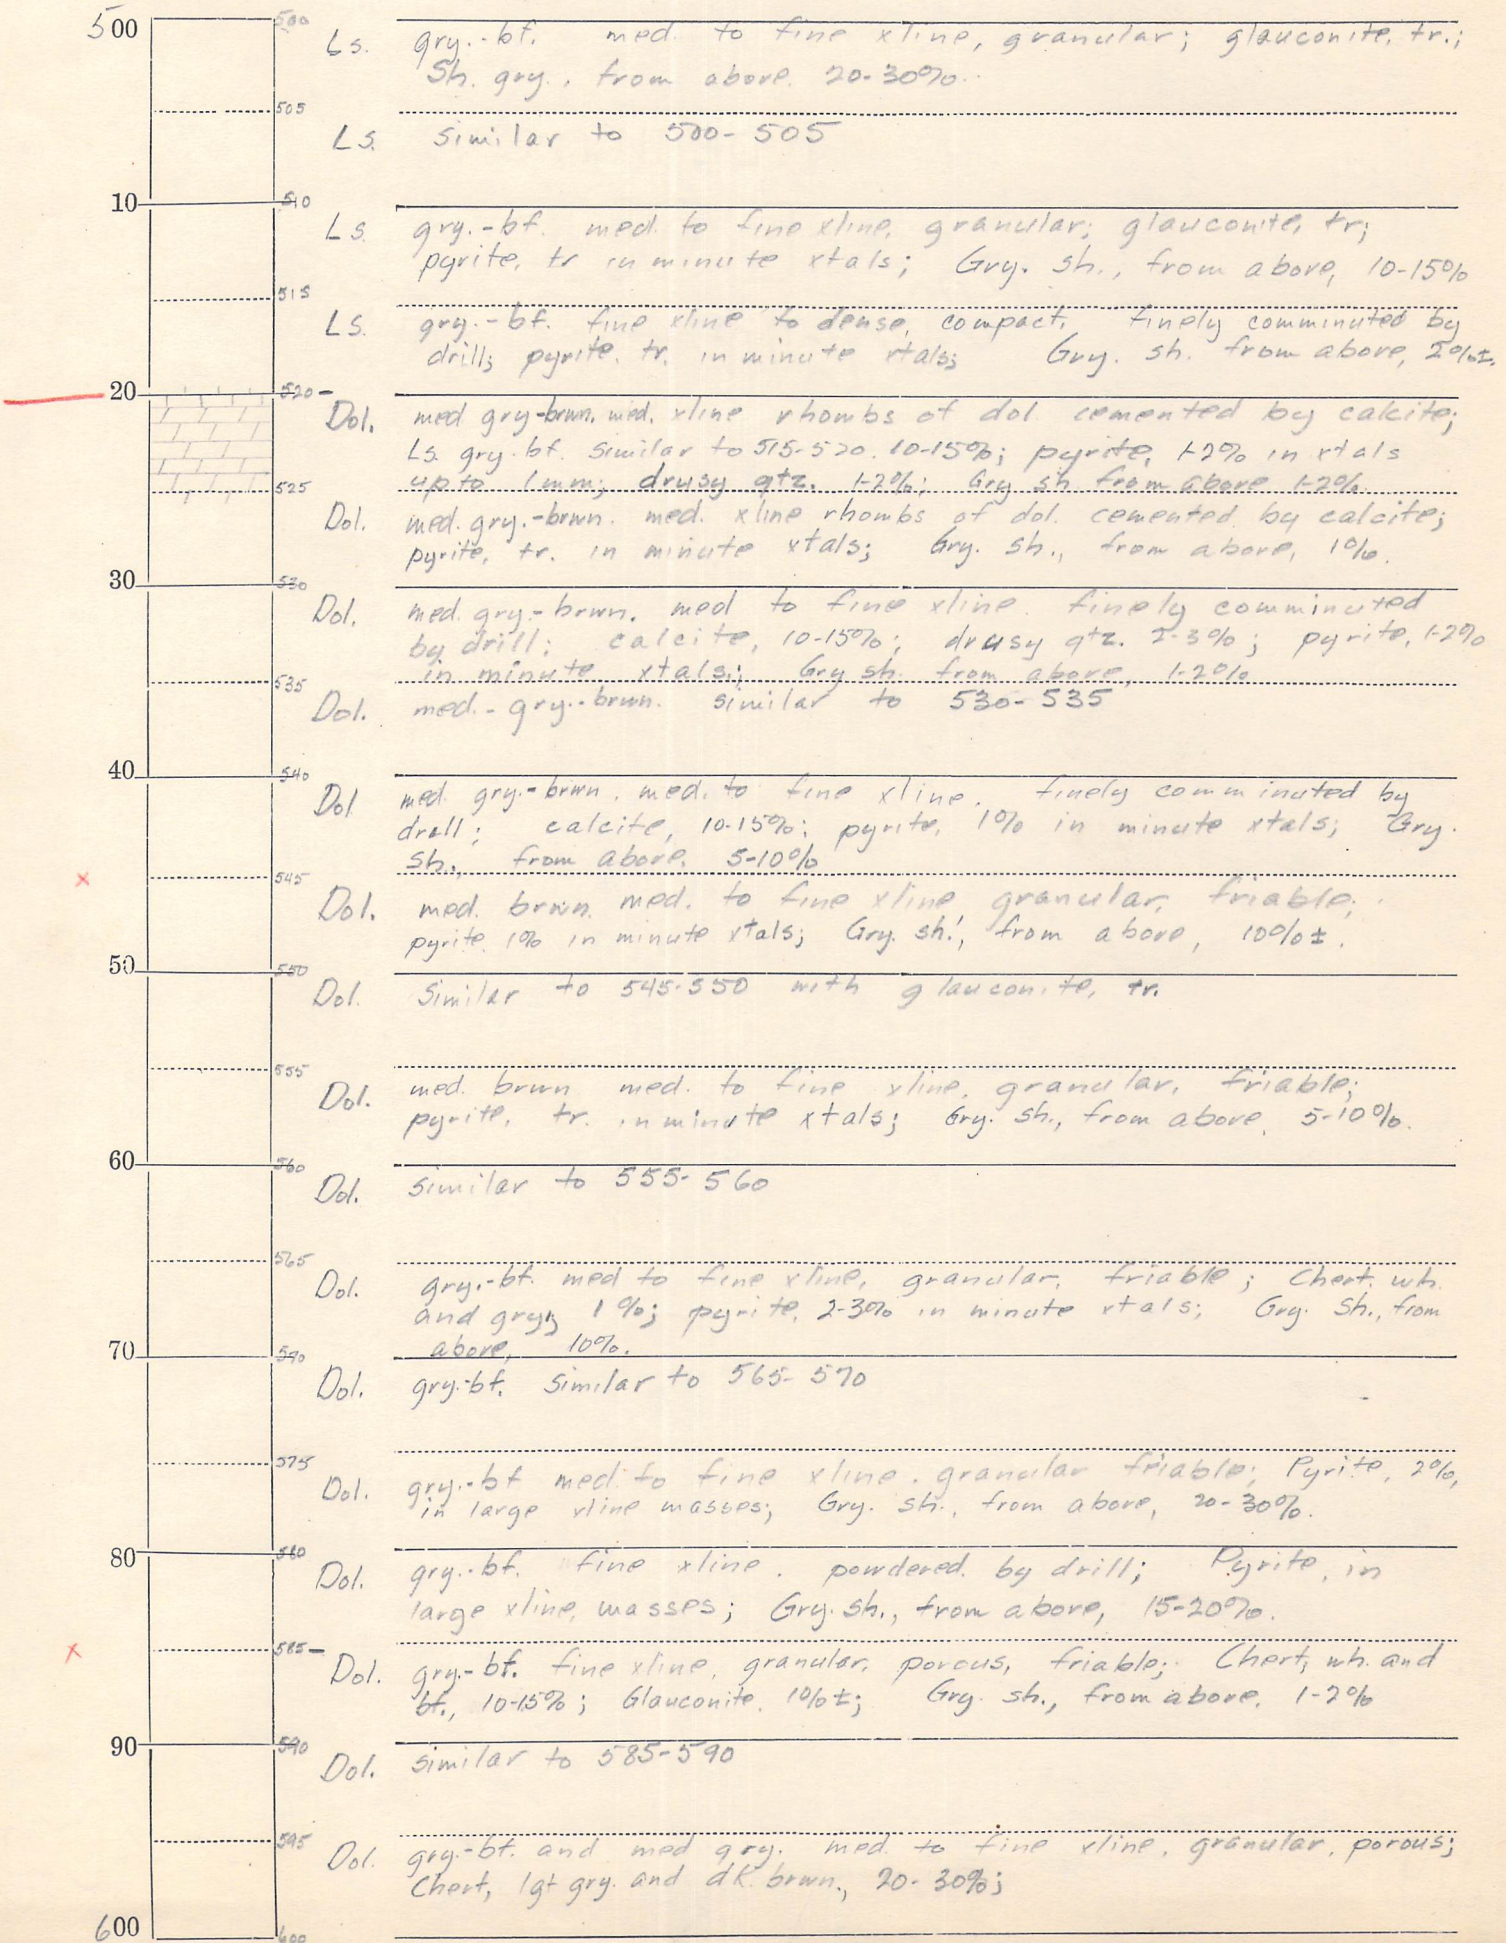 500 500
Ls. gry.-bf. med. to fine xline, granular; glauconite, tr.;
Sh. gry., from above. 20-30%.
505
Ls. similar to 500-505
10 510
Ls. gry.-bf. med. to fine xline, granular; glauconite, tr;
pyrite, tr in minute xtals; Gry. sh., from above, 10-15%
515
Ls. gry.-bf. fine xline to dense, compact, finely comminuted by
drill; pyrite, tr. in minute xtals; Gry. sh. from above, 2%±.
20 520
Dol. med gry-brwn. med. xline rhombs of dol. cemented by calcite;
Ls. gry-bf. similar to 515-520. 10-15%; pyrite, 1-2% in xtals
up to 1mm; drusy qtz. 1-2%; Gry sh from above 1-2%.
525
Dol. med. gry.-brwn. med. xline rhombs of dol. cemented by calcite;
pyrite, tr. in minute xtals; Gry. sh., from above, 1%.
30 530
Dol. med. gry-brwn. med to fine xline. finely comminuted
by drill; calcite, 10-15%; drusy qtz. 2-3%; pyrite, 1-2%
in minute xtals; Gry sh. from above, 1-2%
535
Dol. med.-gry.-brwn. similar to 530-535
40 540
Dol med. gry.-brwn. med. to fine xline. finely comminuted by
drill; calcite, 10-15%; pyrite, 1% in minute xtals; Gry.
sh., from above, 5-10%
x 545
Dol. med. brwn. med. to fine xline granular, friable;
pyrite 1% in minute xtals; Gry. sh., from above, 10%±.
50 550
Dol. Similar to 545-550 with glauconite, tr.
555
Dol. med. brwn med. to fine xline, granular, friable;
pyrite, tr. in minute xtals; Gry. sh., from above, 5-10%.
60 560
Dol. similar to 555-560
565
Dol. gry.-bf. med to fine xline, granular, friable; Chert, wh.
and gry, 1%; pyrite, 2-3% in minute xtals; Gry. Sh., from
above, 10%.
70 570
Dol. gry.-bf. Similar to 565-570
575
Dol. gry.-bf med. to fine xline. granular friable; Pyrite, 2%,
in large xline masses; Gry. sh., from above, 20-30%.
80 580
Dol. gry.-bf. fine xline. powdered by drill; Pyrite, in
large xline, masses; Gry. sh., from above, 15-20%.
x 585
Dol. gry.-bf. fine xline, granular, porous, friable; Chert, wh. and
bf., 10-15%; Glauconite, 1%±; Gry. sh., from above, 1-2%
90 590
Dol. similar to 585-590
595
Dol. gry.-bf. and med gry. med to fine xline, granular, porous;
Chert, lgt gry. and dk. brwn., 20-30%;
600 600